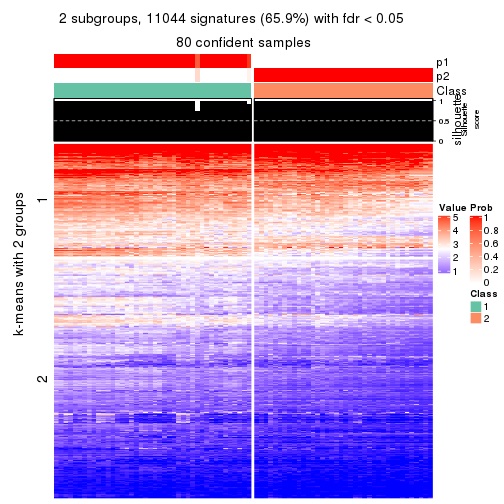 2 subgroups, 11044 signatures (65.9%) with fdr < 0.05
80 confident samples
p1
p2
Class
1
0.5
0
silhouette
Silhouette
score
k-means with 2 groups
1
2
Value
5
4
3
2
1
Prob
1
0.8
0.6
0.4
0.2
0
Class
1
2